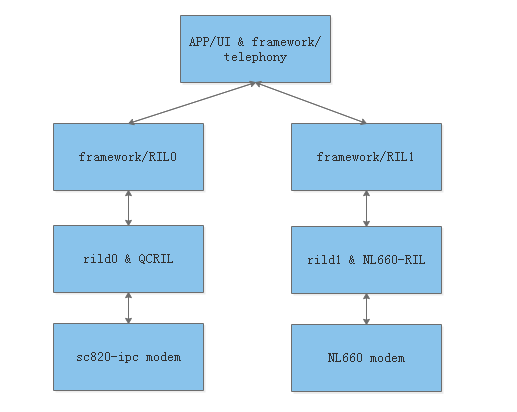 APP/UI & framework/
telephony
framework/RIL0
framework/RIL1
rild0 & QCRIL
rild1 & NL660-RIL
sc820-ipc modem
NL660 modem